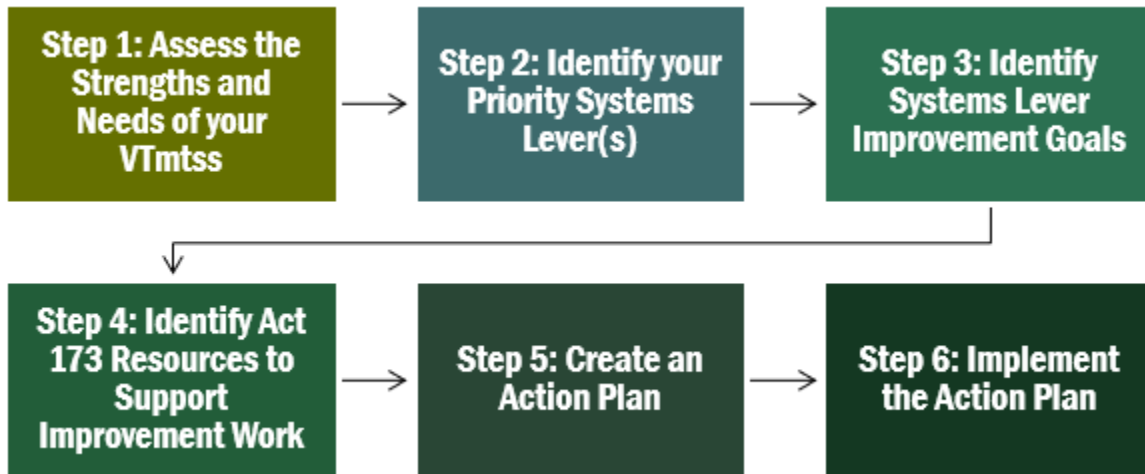 Step 1: Assess the
Strengths and
Needs of your
VTmtss
Step 2: Identify your
Priority Systems
Lever(s)
Step 3: Identify
Systems Lever
Improvement Goals
Step 4: Identify Act
173 Resources to
Support
Improvement Work
Step 5: Create an
Action Plan
Step 6: Implement
the Action Plan